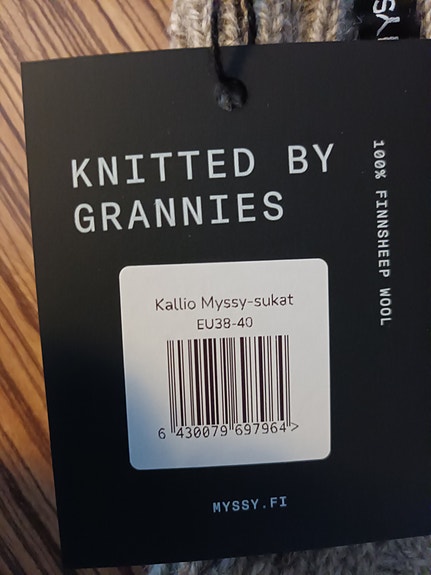 KNITTED BY
GRANNIES
100% FINNSHEEP WOOL
Kallio Myssy-sukat
EU38-40
6 430079 697964 >
MYSSY.FI